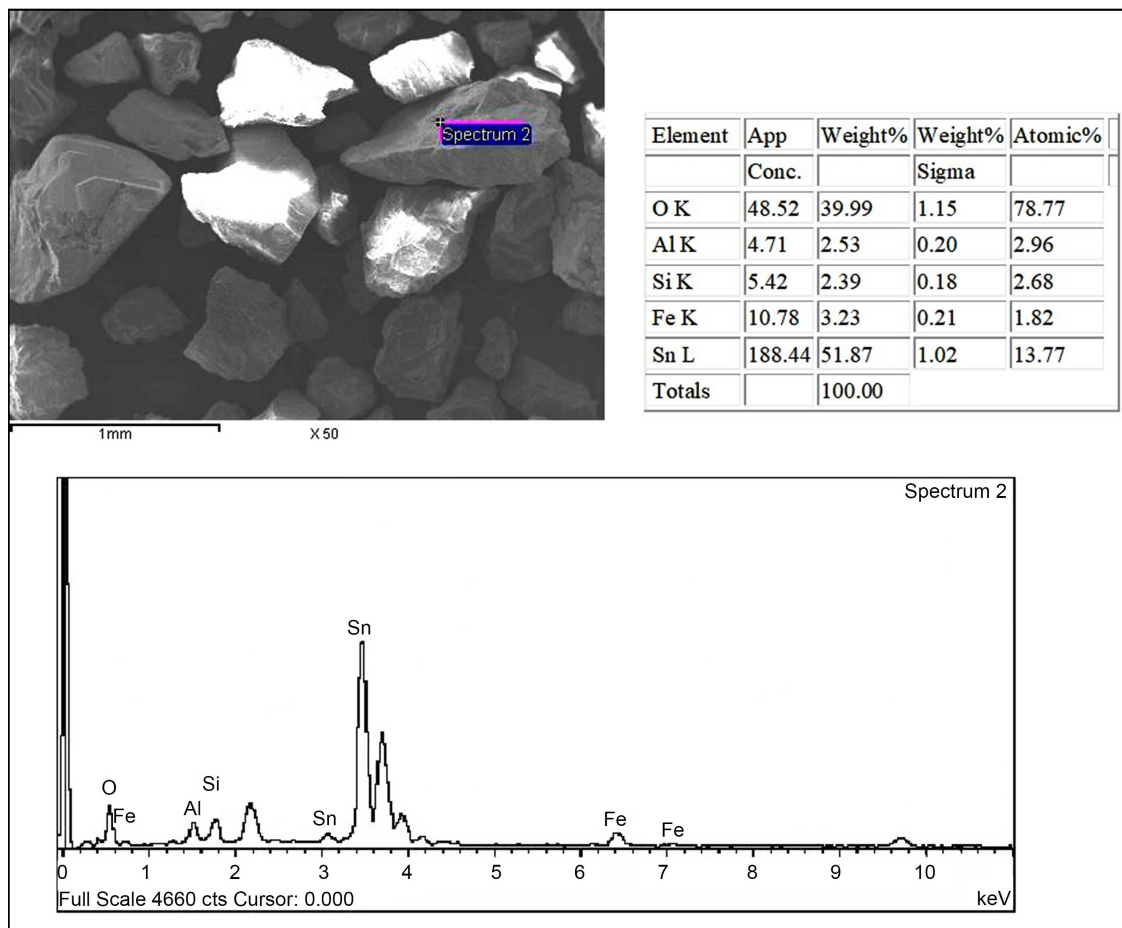 Spectrum 2
1mm X 50
Element App Weight% Weight% Atomic%
Conc. Sigma
O K 48.52 39.99 1.15 78.77
Al K 4.71 2.53 0.20 2.96
Si K 5.42 2.39 0.18 2.68
Fe K 10.78 3.23 0.21 1.82
Sn L 188.44 51.87 1.02 13.77
Totals 100.00
Spectrum 2
Sn
O
Si
Fe
Al
Sn
Fe
Fe
0 1 2 3 4 5 6 7 8 9 10
Full Scale 4660 cts Cursor: 0.000 keV